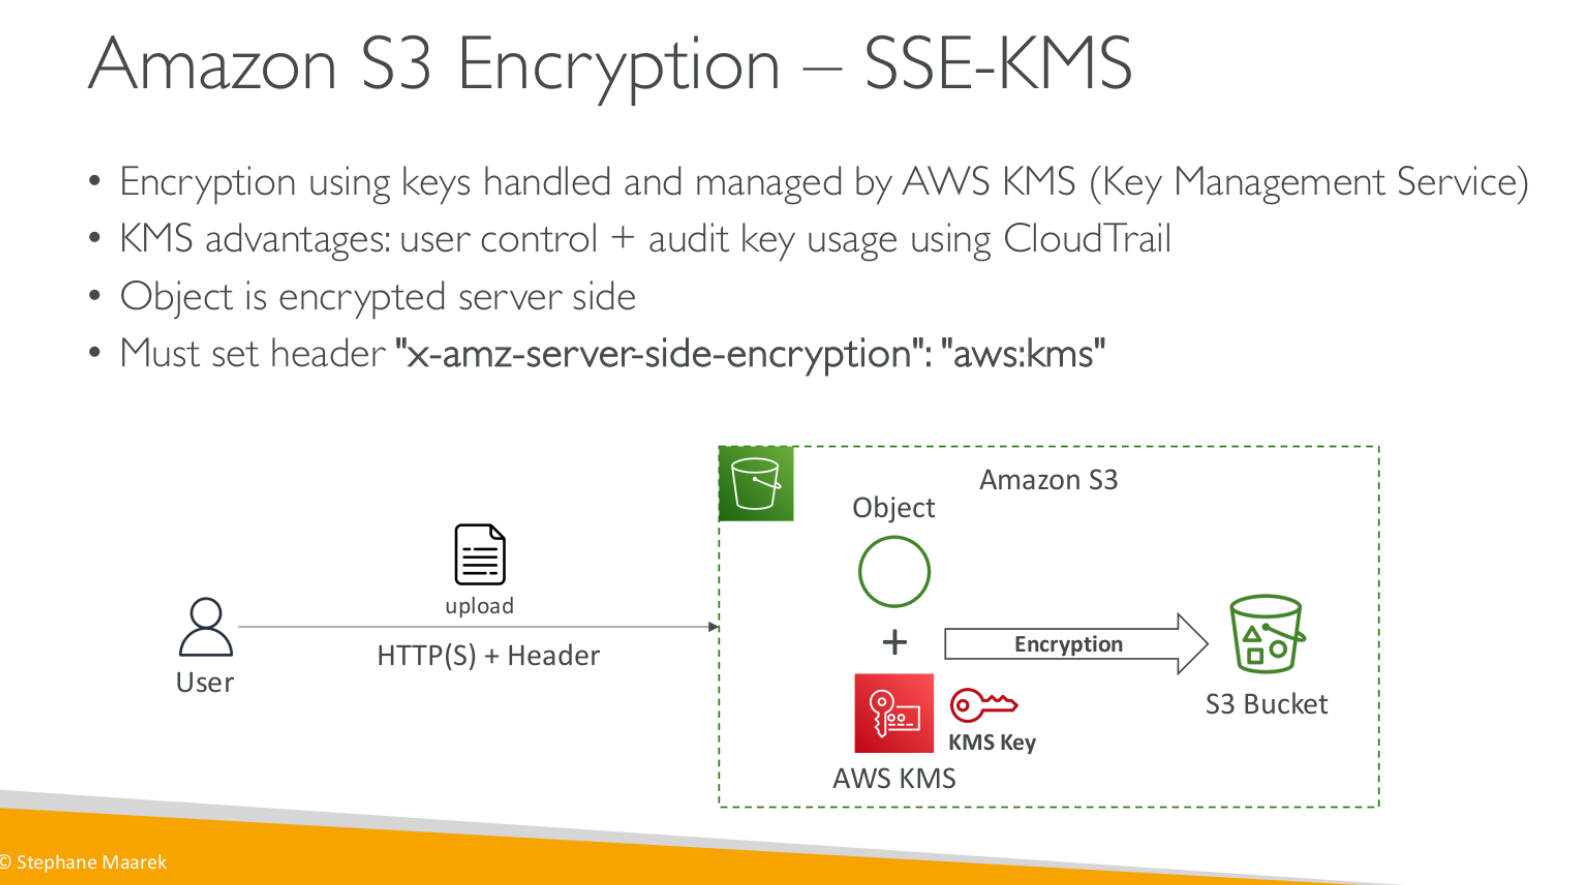 Amazon S3 Encryption – SSE-KMS
• Encryption using keys handled and managed by AWS KMS (Key Management Service)
• KMS advantages: user control + audit key usage using CloudTrail
• Object is encrypted server side
• Must set header "x-amz-server-side-encryption": "aws:kms"
Amazon S3
Object
upload
HTTP(S) + Header
User
+
Encryption
S3 Bucket
KMS Key
AWS KMS
© Stephane Maarek